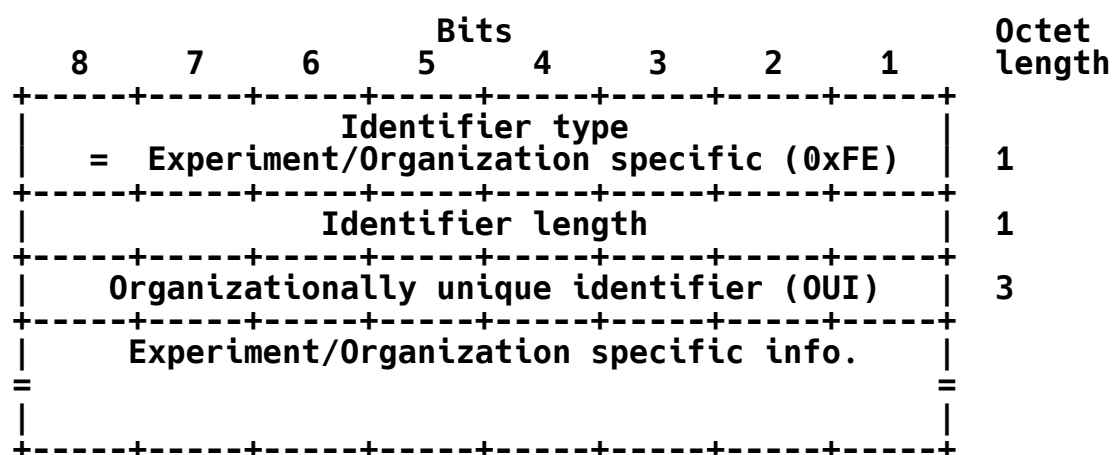 Bits                          Octet
   8     7     6     5     4     3     2     1      length
+-----+-----+-----+-----+-----+-----+-----+-----+
|                Identifier type                |
|   =  Experiment/Organization specific (0xFE)  |  1
+-----+-----+-----+-----+-----+-----+-----+-----+
|               Identifier length               |  1
+-----+-----+-----+-----+-----+-----+-----+-----+
|    Organizationally unique identifier (OUI)   |  3
+-----+-----+-----+-----+-----+-----+-----+-----+
|     Experiment/Organization specific info.    |
=                                               =
|                                               |
+-----+-----+-----+-----+-----+-----+-----+-----+